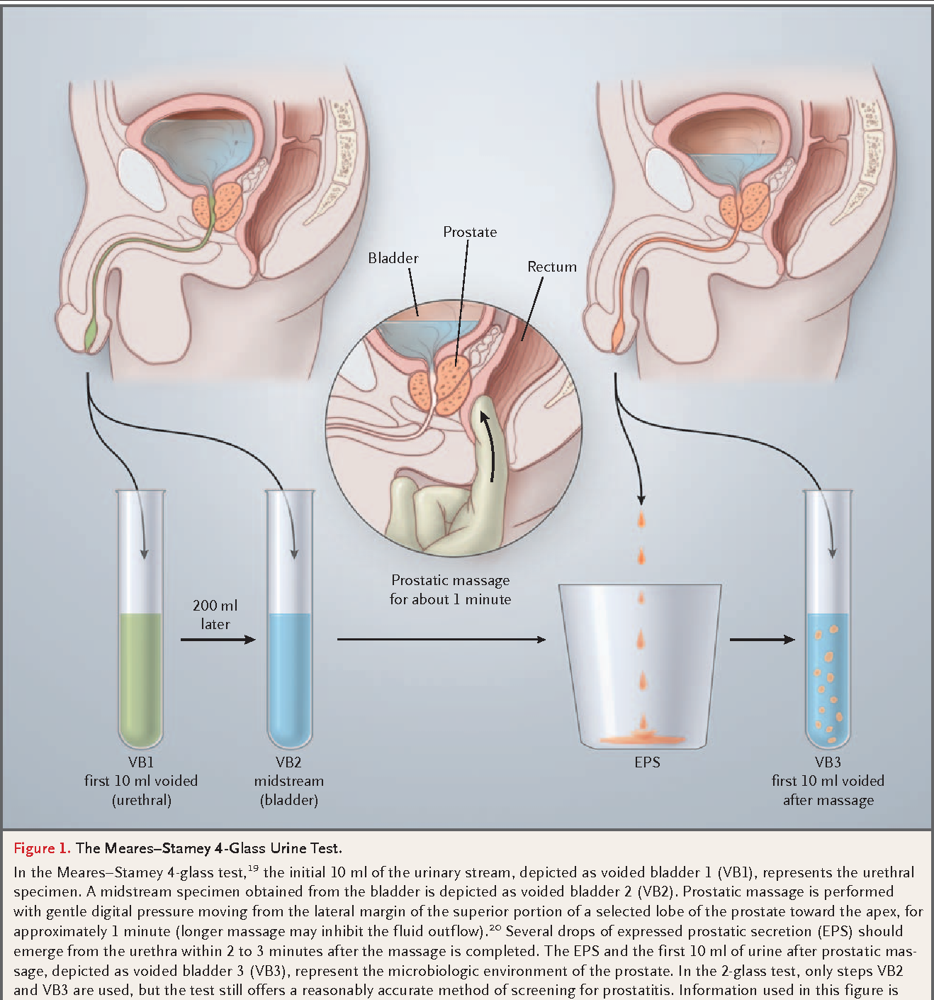 Prostate
Bladder
Rectum
Prostatic massage
for about 1 minute
200 ml
later
VB1
first 10 ml voided
(urethral)
VB2
midstream
(bladder)
EPS
VB3
first 10 ml voided
after massage
Figure 1. The Meares–Stamey 4-Glass Urine Test.
In the Meares–Stamey 4-glass test,19 the initial 10 ml of the urinary stream, depicted as voided bladder 1 (VB1), represents the urethral
specimen. A midstream specimen obtained from the bladder is depicted as voided bladder 2 (VB2). Prostatic massage is performed
with gentle digital pressure moving from the lateral margin of the superior portion of a selected lobe of the prostate toward the apex, for
approximately 1 minute (longer massage may inhibit the fluid outflow).20 Several drops of expressed prostatic secretion (EPS) should
emerge from the urethra within 2 to 3 minutes after the massage is completed. The EPS and the first 10 ml of urine after prostatic mas-
sage, depicted as voided bladder 3 (VB3), represent the microbiologic environment of the prostate. In the 2-glass test, only steps VB2
and VB3 are used, but the test still offers a reasonably accurate method of screening for prostatitis. Information used in this figure is